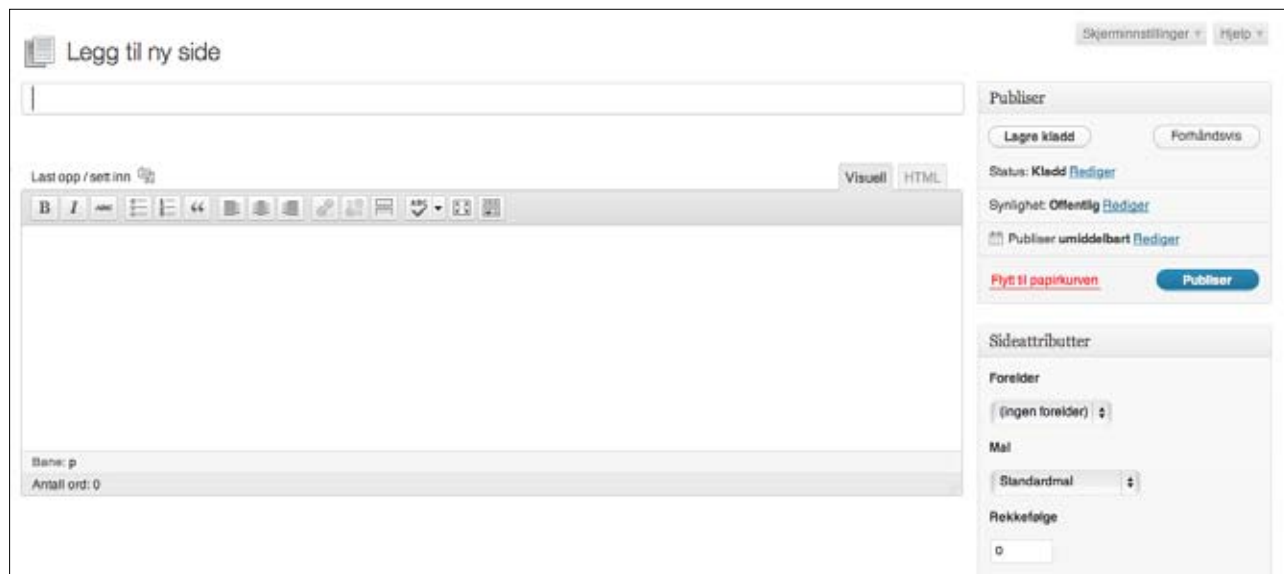 Skjerminnstillinger Hjelp
Legg til ny side
Last opp / sett inn
Visuell HTML
B I ABC ABC
Bane: p
Antall ord: 0
Publiser
Lagre kladd Forhåndsvis
Status: Kladd Rediger
Synlighet: Offentlig Rediger
Publiser umiddelbart Rediger
Flytt til papirkurven Publiser
Sideattributter
Forelder
(ingen forelder)
Mal
Standardmal
Rekkefølge
0